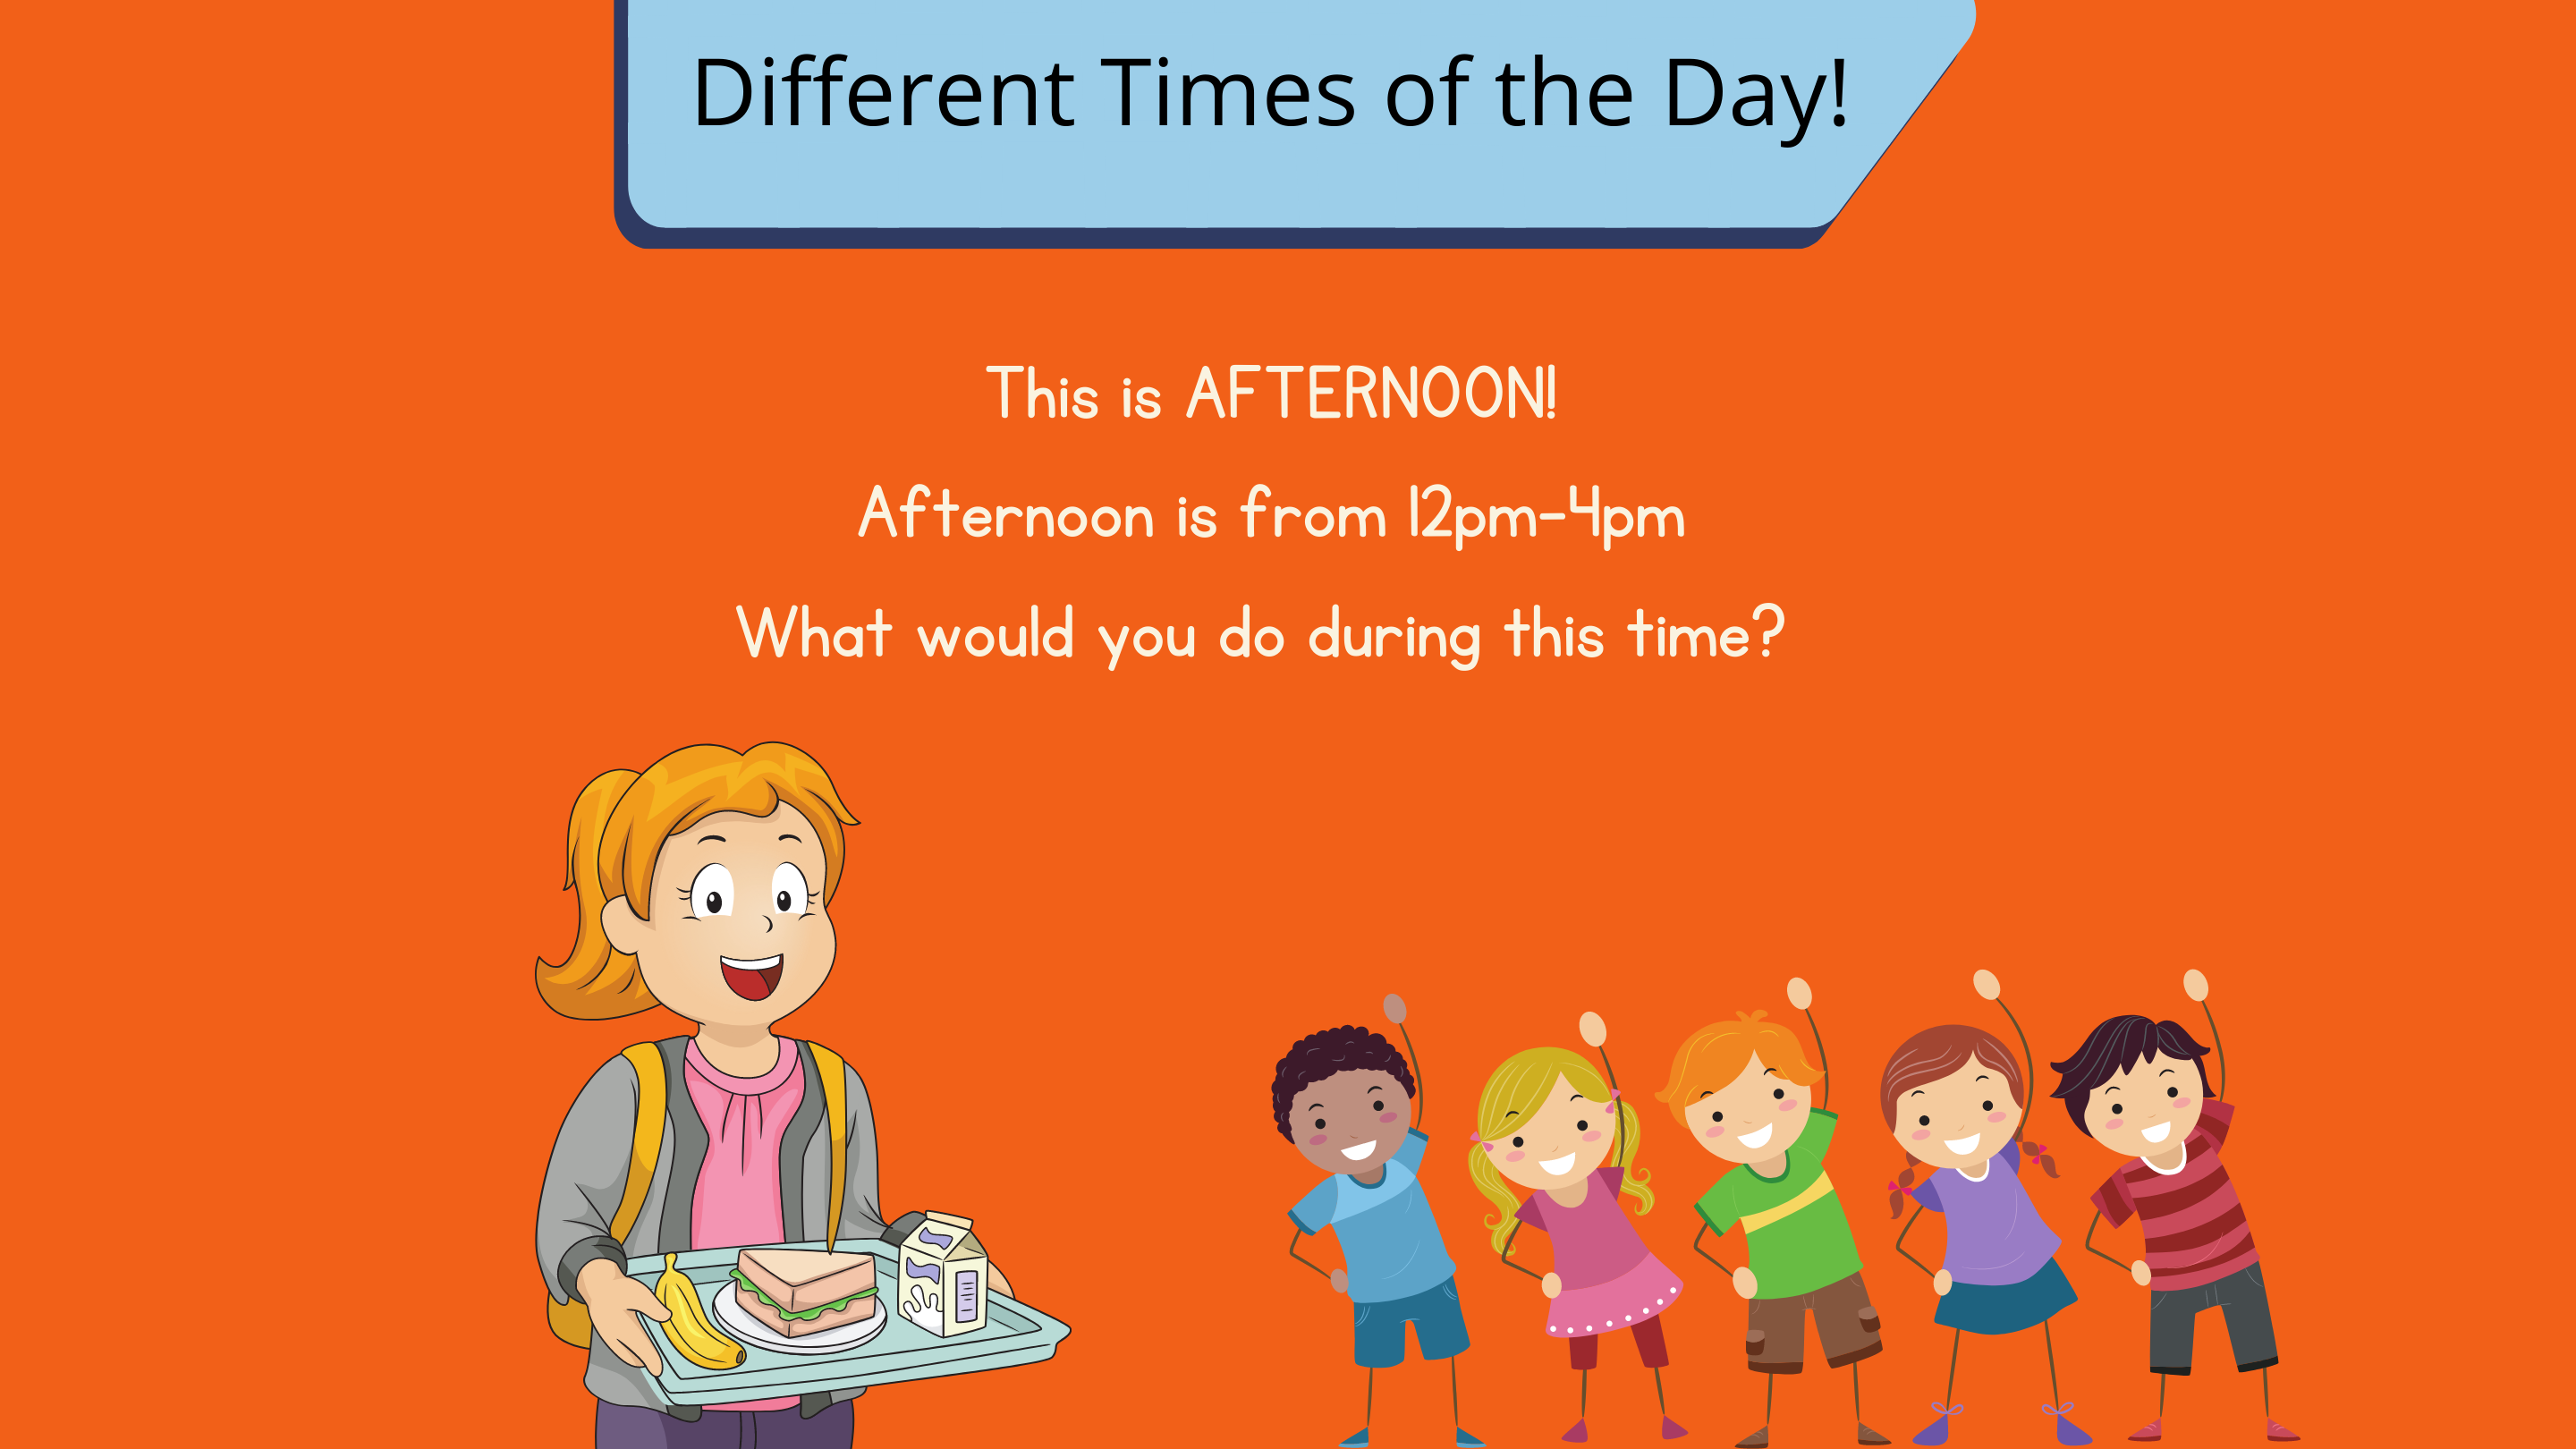 Different Times of the Day!
This is AFTERNOON!
Afternoon is from 12pm-4pm
What would you do during this time?